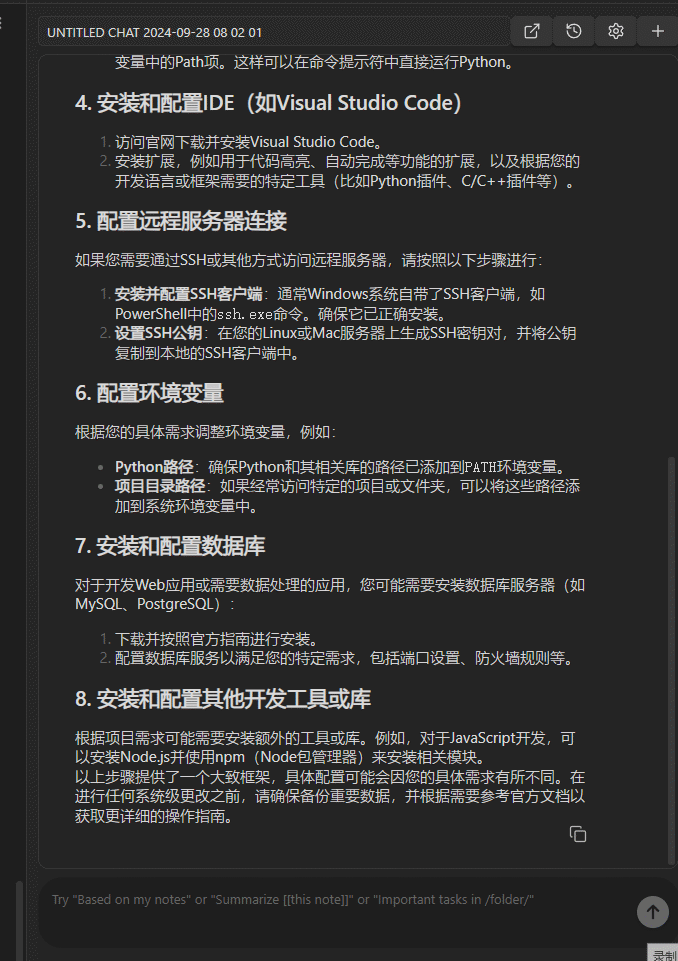 UNTITLED CHAT 2024-09-28 08 02 01
变量中的Path项。这样可以在命令提示符中直接运行Python。
4. 安装和配置IDE（如Visual Studio Code）
1. 访问官网下载并安装Visual Studio Code。
2. 安装扩展，例如用于代码高亮、自动完成等功能的扩展，以及根据您的
开发语言或框架需要的特定工具（比如Python插件、C/C++插件等）。
5. 配置远程服务器连接
如果您需要通过SSH或其他方式访问远程服务器，请按照以下步骤进行：
1. 安装并配置SSH客户端：通常Windows系统自带了SSH客户端，如
PowerShell中的ssh.exe命令。确保它已正确安装。
2. 设置SSH公钥：在您的Linux或Mac服务器上生成SSH密钥对，并将公钥
复制到本地的SSH客户端中。
6. 配置环境变量
根据您的具体需求调整环境变量，例如：
• Python路径：确保Python和其相关库的路径已添加到PATH环境变量。
• 项目目录路径：如果经常访问特定的项目或文件夹，可以将这些路径添
加到系统环境变量中。
7. 安装和配置数据库
对于开发Web应用或需要数据处理的应用，您可能需要安装数据库服务器（如
MySQL、PostgreSQL）：
1. 下载并按照官方指南进行安装。
2. 配置数据库服务以满足您的特定需求，包括端口设置、防火墙规则等。
8. 安装和配置其他开发工具或库
根据项目需求可能需要安装额外的工具或库。例如，对于JavaScript开发，可
以安装Node.js并使用npm（Node包管理器）来安装相关模块。
以上步骤提供了一个大致框架，具体配置可能会因您的具体需求有所不同。在
进行任何系统级更改之前，请确保备份重要数据，并根据需要参考官方文档以
获取更详细的操作指南。
Try "Based on my notes" or "Summarize [[this note]]" or "Important tasks in /folder/"
录制